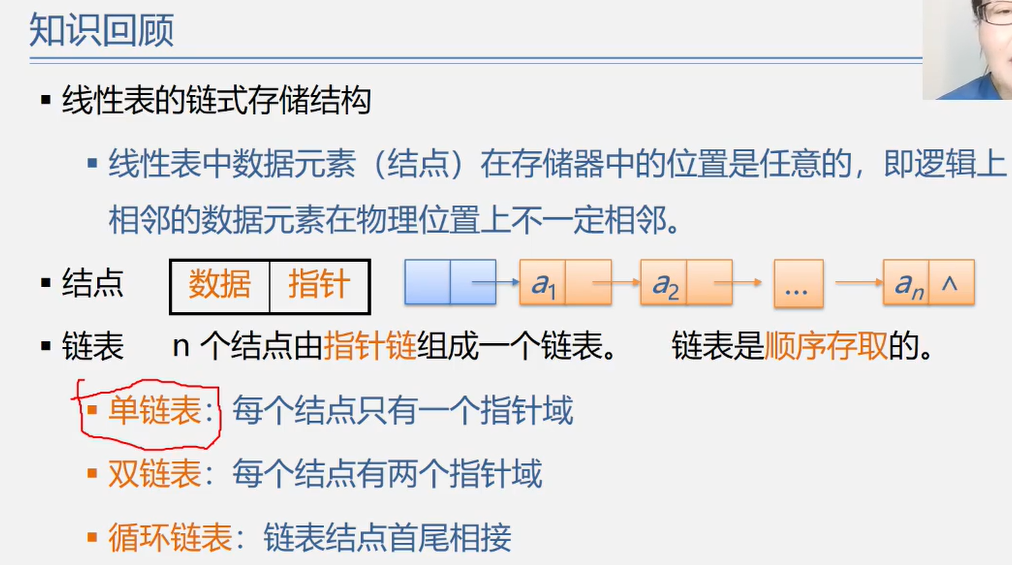 知识回顾
▪ 线性表的链式存储结构
▪ 线性表中数据元素（结点）在存储器中的位置是任意的，即逻辑上
相邻的数据元素在物理位置上不一定相邻。
▪ 结点 数据 指针 a1 a2 … an ∧
▪ 链表 n 个结点由指针链组成一个链表。 链表是顺序存取的。
▪ 单链表：每个结点只有一个指针域
▪ 双链表：每个结点有两个指针域
▪ 循环链表：链表结点首尾相接